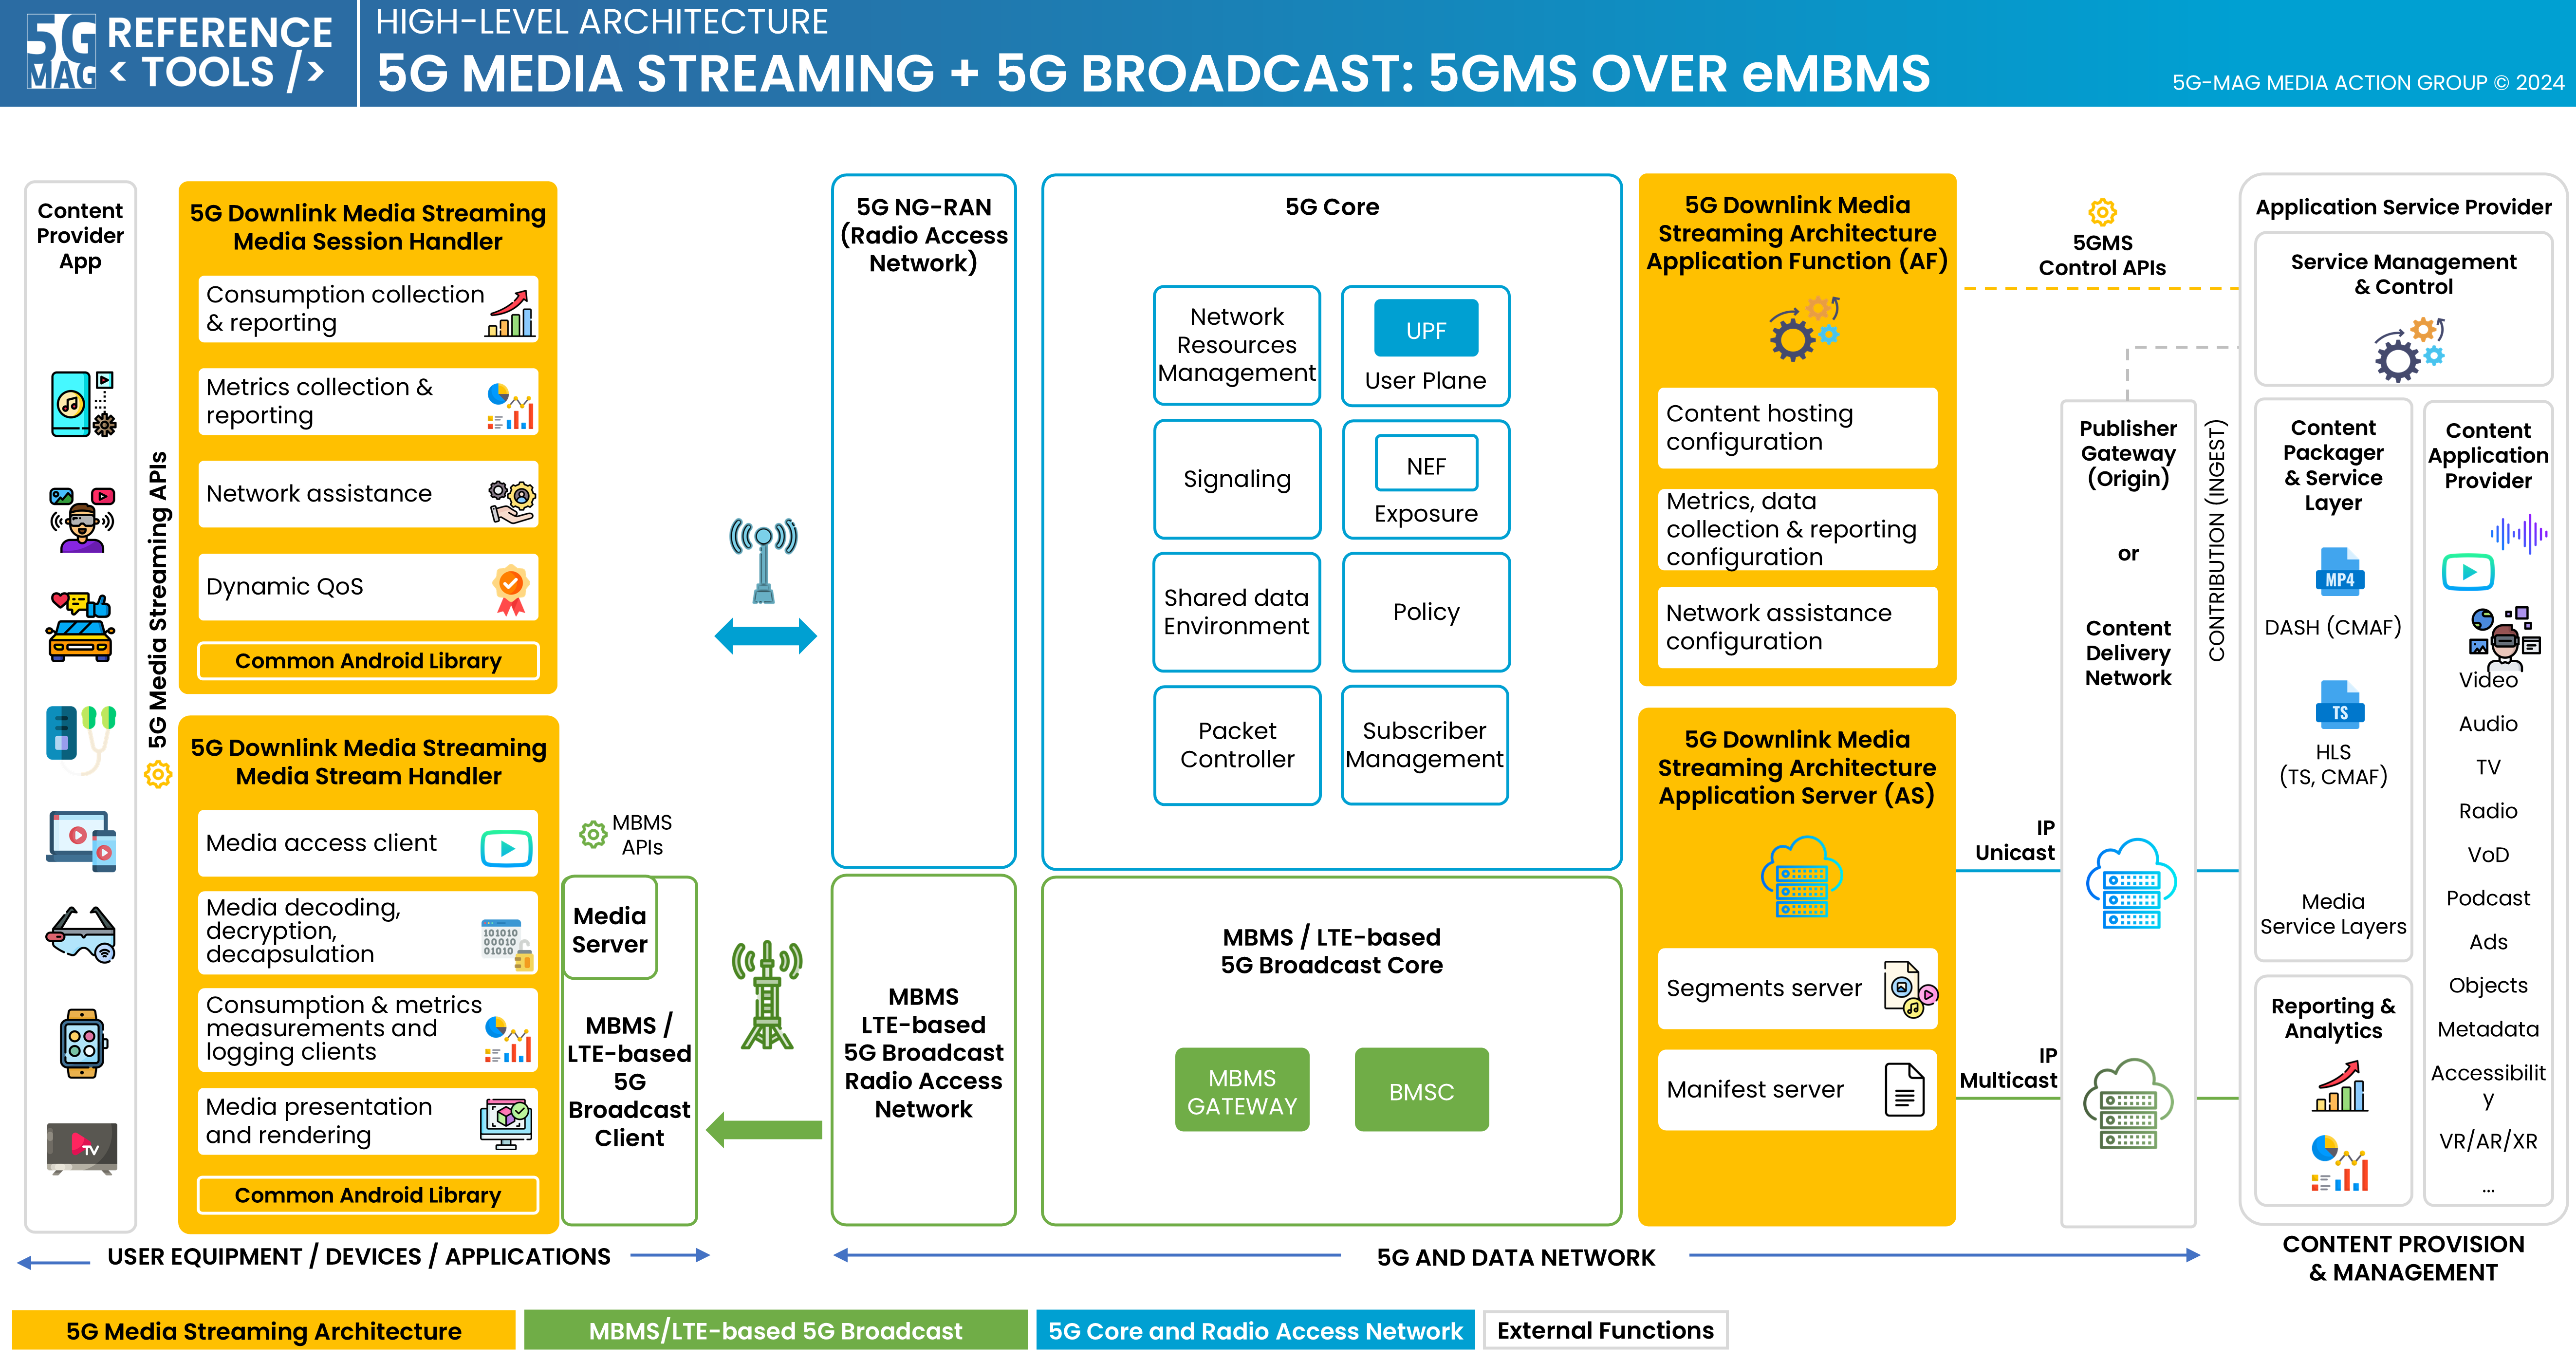 5G
MAG
REFERENCE
< TOOLS />
HIGH-LEVEL ARCHITECTURE
5G MEDIA STREAMING + 5G BROADCAST: 5GMS OVER eMBMS
5G-MAG MEDIA ACTION GROUP © 2024
Content
Provider
App
TV
5G Media Streaming APIs
5G Downlink Media Streaming
Media Session Handler
Consumption collection
& reporting
Metrics collection &
reporting
Network assistance
Dynamic QoS
Common Android Library
5G Downlink Media Streaming
Media Stream Handler
Media access client
Media decoding,
decryption,
decapsulation
101010
00010
01010
Consumption & metrics
measurements and
logging clients
Media presentation
and rendering
Common Android Library
MBMS
APIs
Media
Server
MBMS /
LTE-based
5G
Broadcast
Client
5G NG-RAN
(Radio Access
Network)
MBMS
LTE-based
5G Broadcast
Radio Access
Network
5G Core
Network
Resources
Management
UPF
User Plane
Signaling
NEF
Exposure
Shared data
Environment
Policy
Packet
Controller
Subscriber
Management
MBMS / LTE-based
5G Broadcast Core
MBMS
GATEWAY
BMSC
5G Downlink Media
Streaming Architecture
Application Function (AF)
Content hosting
configuration
Metrics, data
collection & reporting
configuration
Network assistance
configuration
5G Downlink Media
Streaming Architecture
Application Server (AS)
Segments server
Manifest server
5GMS
Control APIs
IP
Unicast
IP
Multicast
Publisher
Gateway
(Origin)
or
Content
Delivery
Network
CONTRIBUTION (INGEST)
Application Service Provider
Service Management
& Control
Content
Packager
& Service
Layer
MP4
DASH (CMAF)
TS
HLS
(TS, CMAF)
Media
Service Layers
Reporting &
Analytics
Content
Application
Provider
Video
Audio
TV
Radio
VoD
Podcast
Ads
Objects
Metadata
Accessibilit
y
VR/AR/XR
...
USER EQUIPMENT / DEVICES / APPLICATIONS
5G AND DATA NETWORK
CONTENT PROVISION
& MANAGEMENT
5G Media Streaming Architecture
MBMS/LTE-based 5G Broadcast
5G Core and Radio Access Network
External Functions